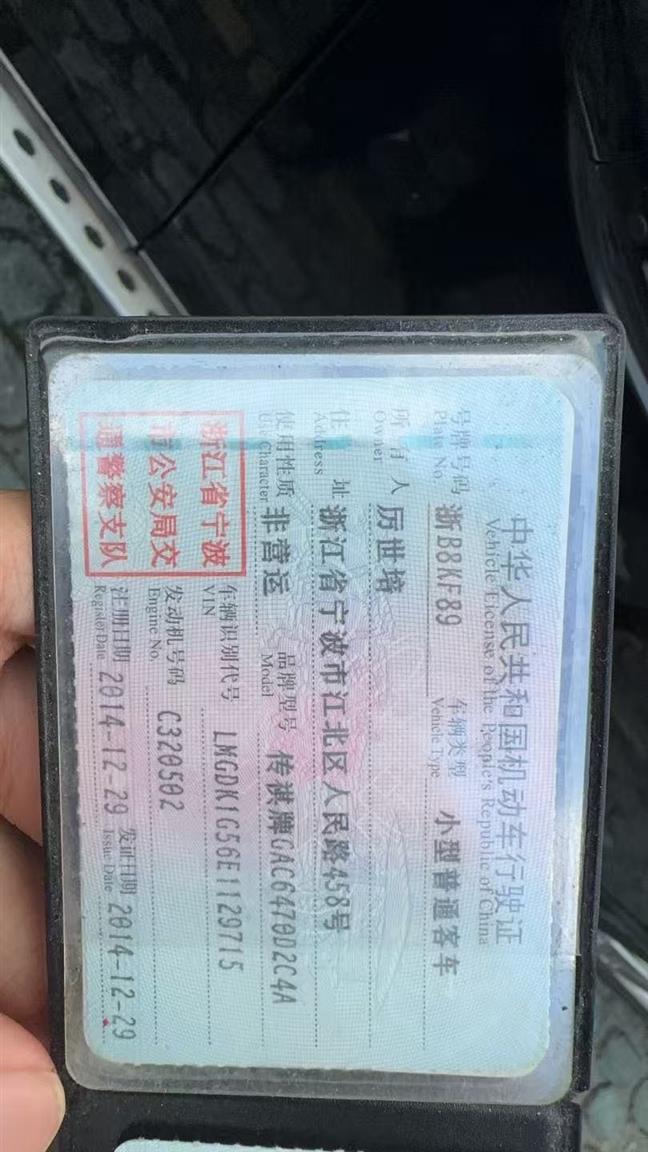 中华人民共和国机动车行驶证
Vehicle License of the People's Republic of China
号牌号码 浙B8KF89 车辆类型 小型普通客车
Plate No. Vehicle Type
所有人 厉世培
Owner
住址 浙江省宁波市江北区人民路458号
Address
使用性质 非营运 品牌型号 传祺牌GAC6470D2C4A
Use Character Model
浙江省宁波
市公安局交
通警察支队
车辆识别代号 LMGDK1G56E1129715
VIN
发动机号码 C320502
Engine No.
注册日期 2014-12-29 发证日期 2014-12-29
Register Date Issue Date